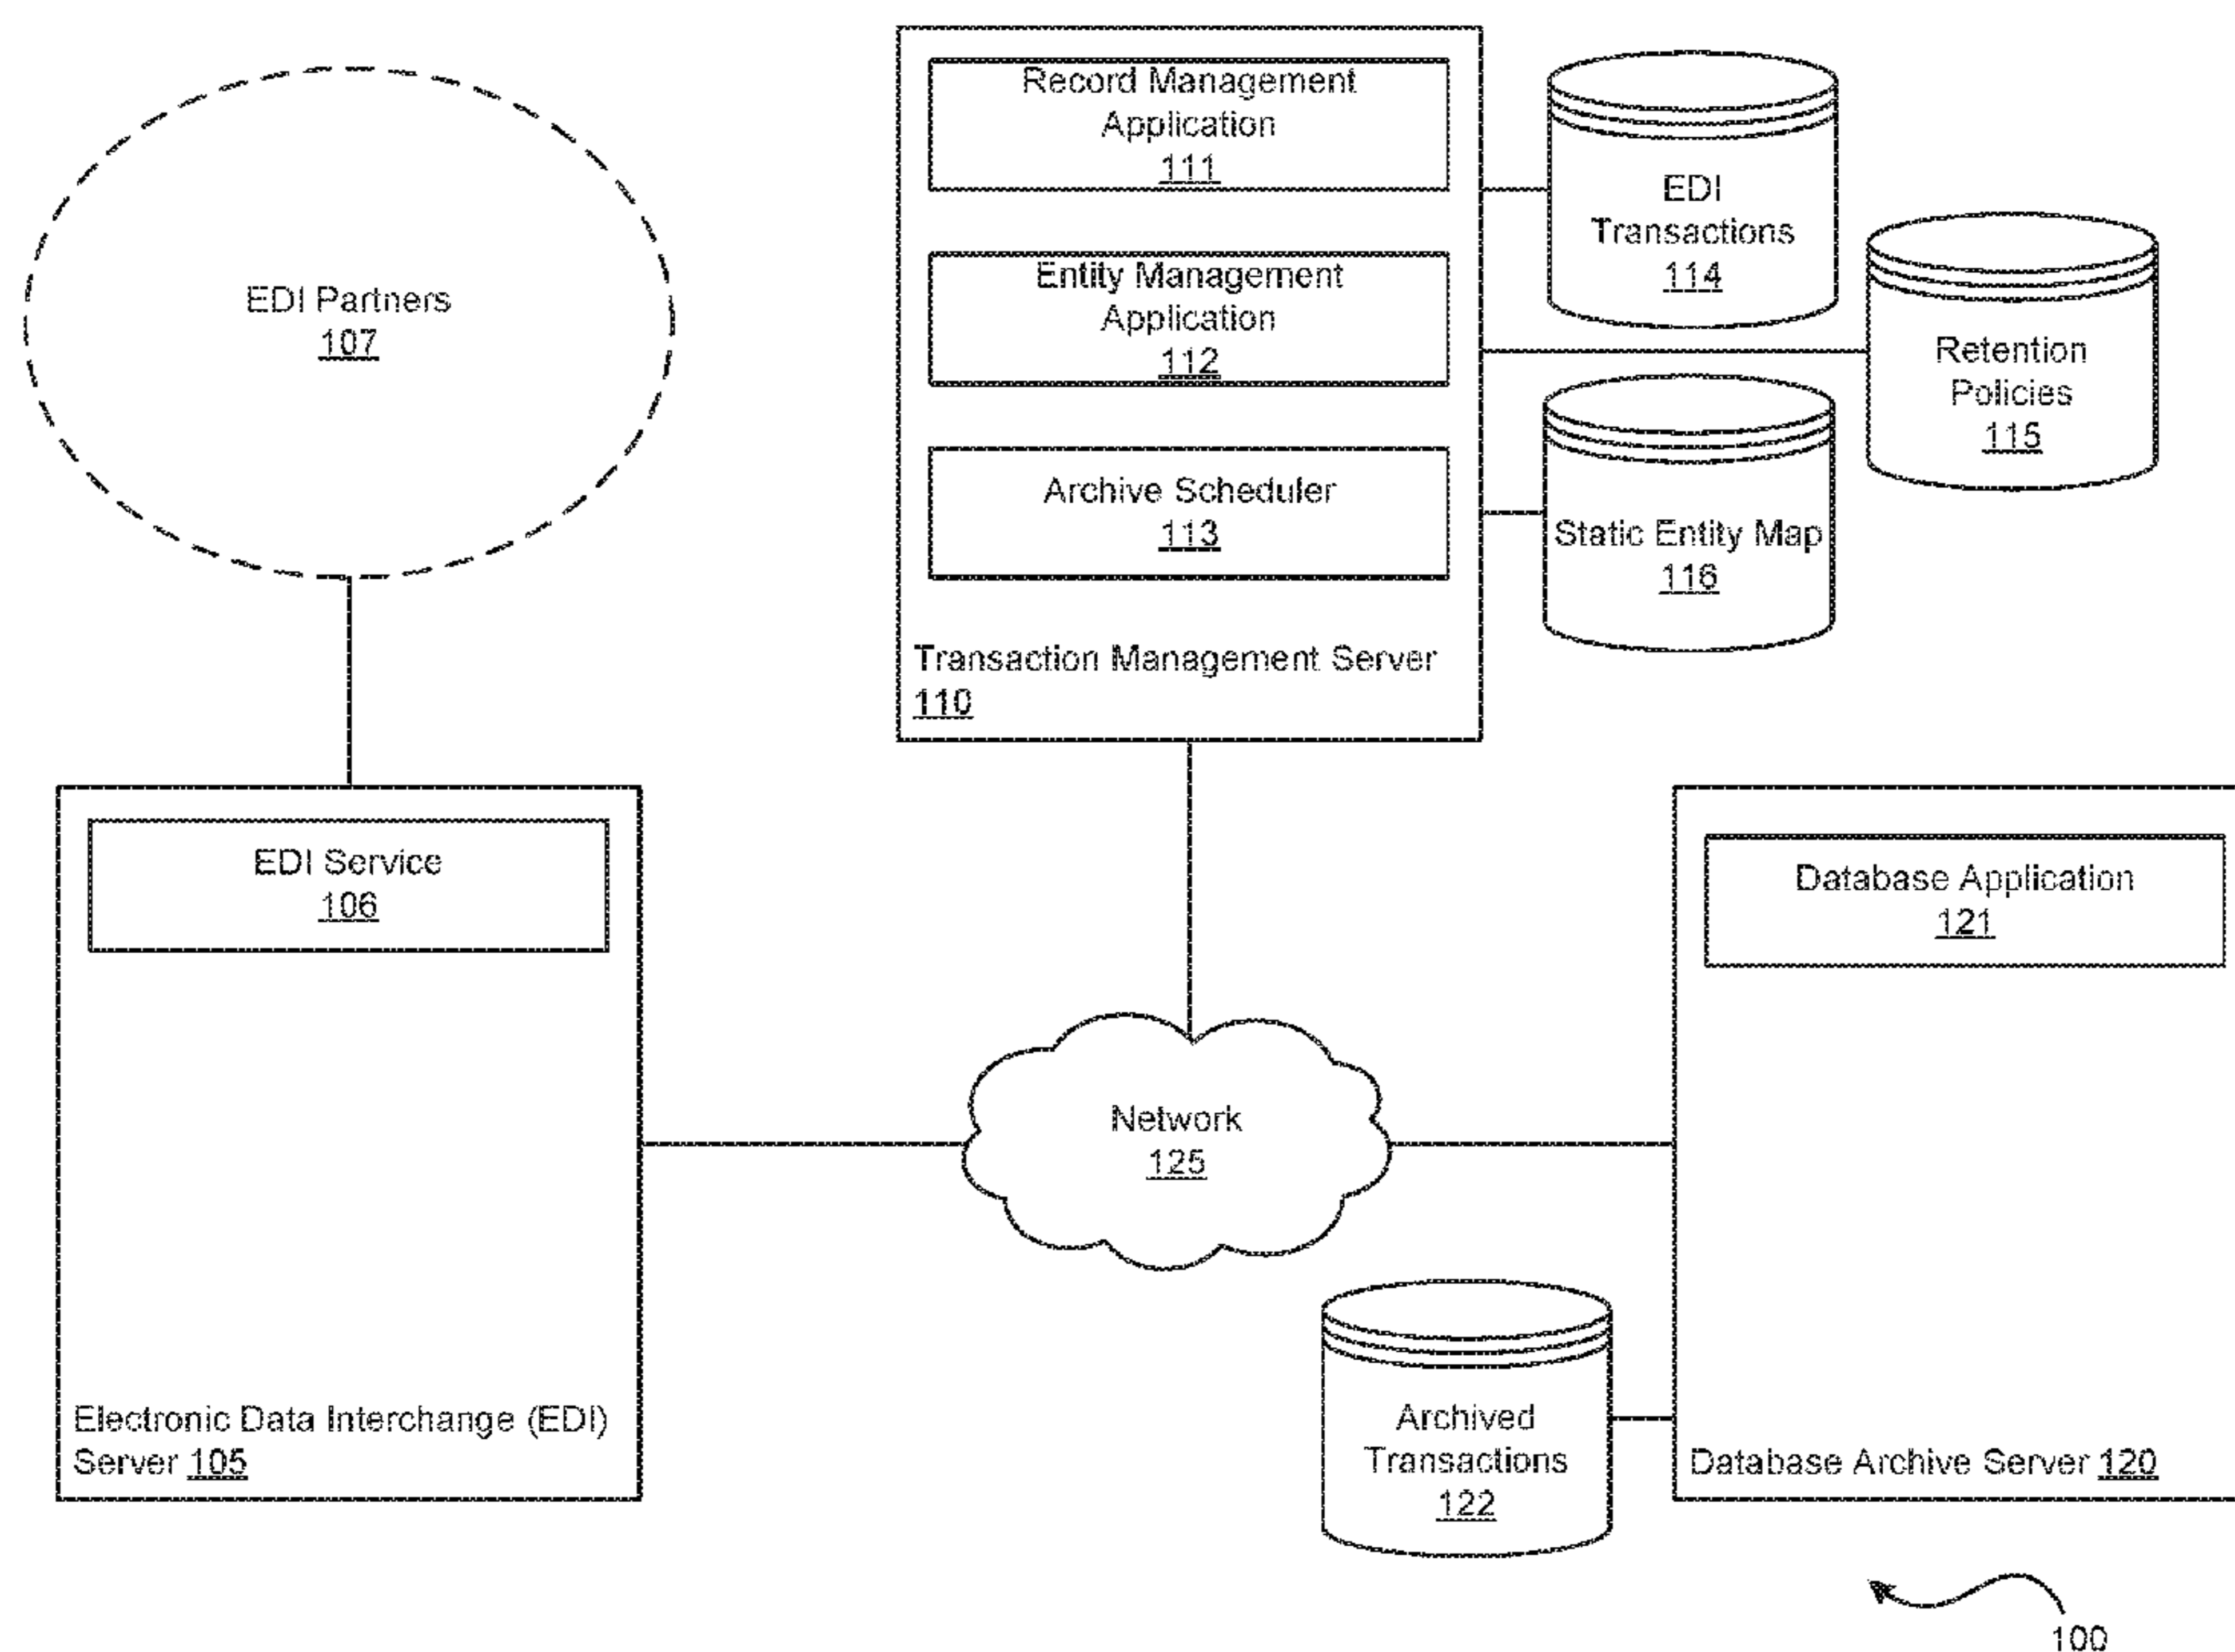 Record Management
Application
111
EDI
Transactions
114
EDI Partners
107
Entity Management
Application
112
Retention
Policies
115
Archive Scheduler
113
Static Entity Map
116
Transaction Management Server
110
EDI Service
106
Database Application
121
Network
125
Electronic Data Interchange (EDI)
Server 105
Archived
Transactions
122
Database Archive Server 120
100